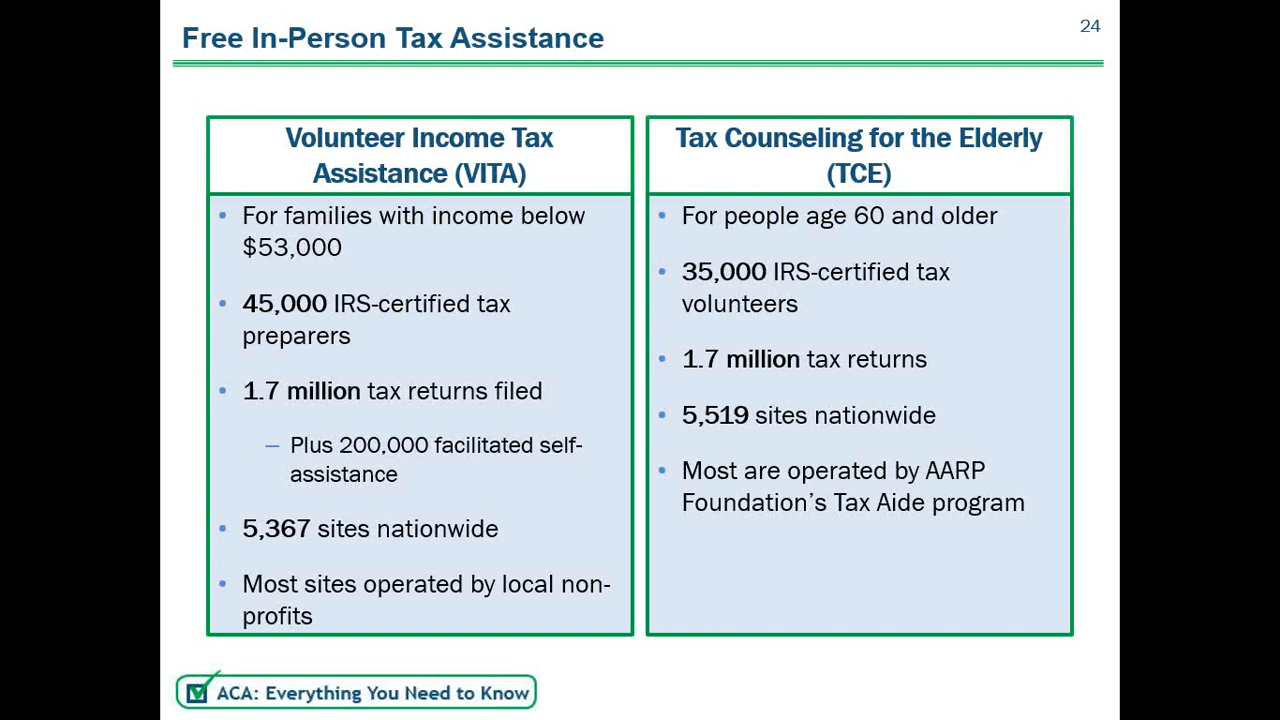 Free In-Person Tax Assistance
24
Volunteer Income Tax
Assistance (VITA)
• For families with income below
$53,000
• 45,000 IRS-certified tax
preparers
• 1.7 million tax returns filed
– Plus 200,000 facilitated self-
assistance
• 5,367 sites nationwide
• Most sites operated by local non-
profits
Tax Counseling for the Elderly
(TCE)
• For people age 60 and older
• 35,000 IRS-certified tax
volunteers
• 1.7 million tax returns
• 5,519 sites nationwide
• Most are operated by AARP
Foundation’s Tax Aide program
ACA: Everything You Need to Know